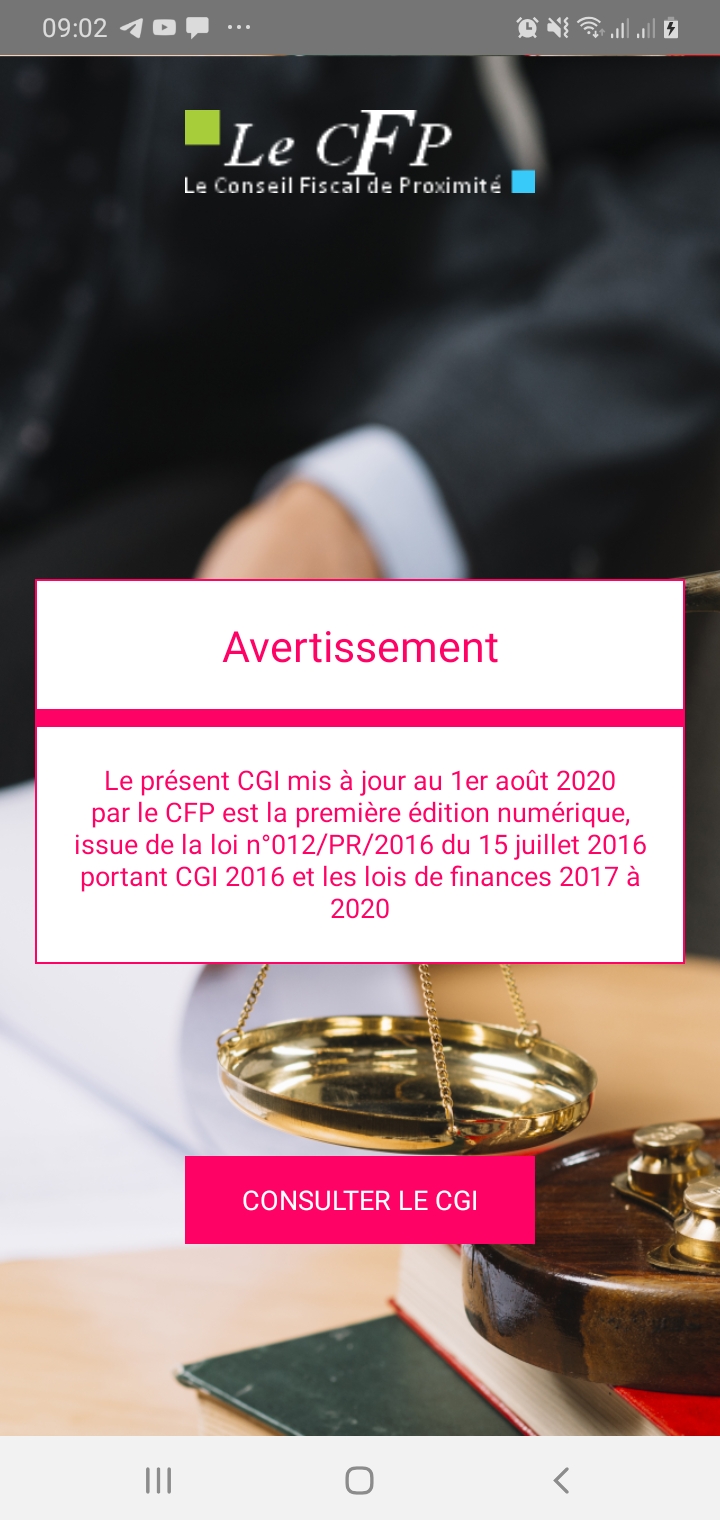 09:02
Le CFP
Le Conseil Fiscal de Proximité
Avertissement
Le présent CGI mis à jour au 1er août 2020
par le CFP est la première édition numérique,
issue de la loi n°012/PR/2016 du 15 juillet 2016
portant CGI 2016 et les lois de finances 2017 à
2020
CONSULTER LE CGI